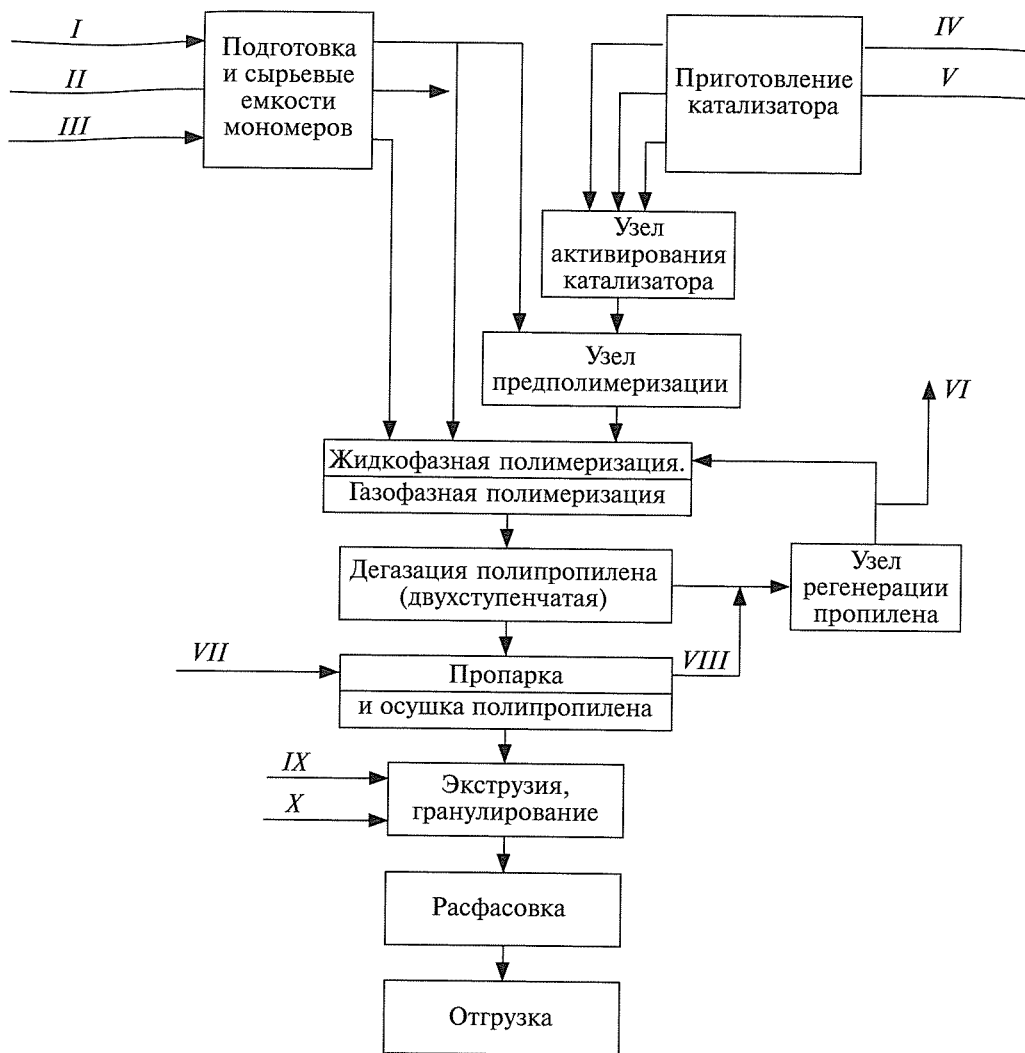 I
II
III
Подготовка
и сырьевые
емкости
мономеров
IV
V
Приготовление
катализатора
Узел
активирования
катализатора
Узел
предполимеризации
VI
Жидкофазная полимеризация.
Газофазная полимеризация
Дегазация полипропилена
(двухступенчатая)
Узел
регенерации
пропилена
VII
VIII
Пропарка
и осушка полипропилена
IX
X
Экструзия,
гранулирование
Расфасовка
Отгрузка